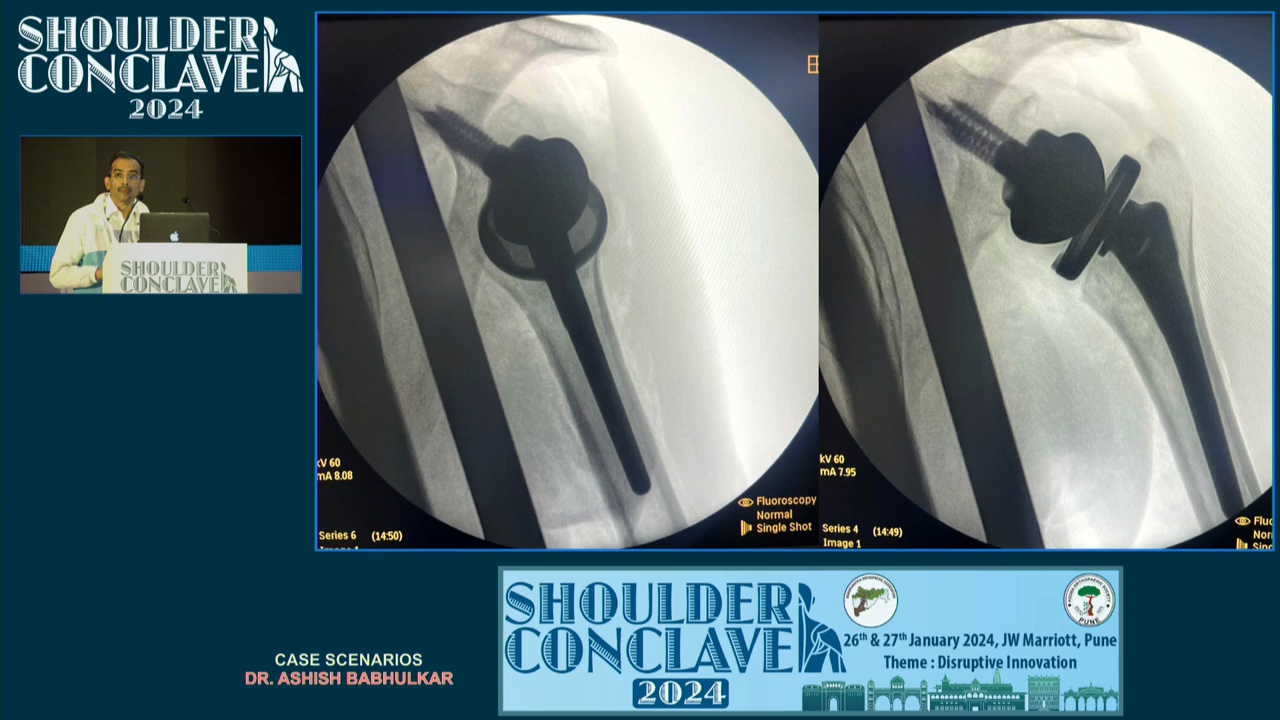 SHOULDER
CONCLAVE
2024
SHOULDER
CONCLAVE
kV 60
mA 8.08
Series 6 (14:50)
Fluoroscopy
Normal
Single Shot
kV 60
mA 7.95
Series 4 (14:49)
Image 1
CASE SCENARIOS
DR. ASHISH BABHULKAR
SHOULDER
CONCLAVE
2024
PUNE
26th & 27th January 2024, JW Marriott, Pune
Theme : Disruptive Innovation